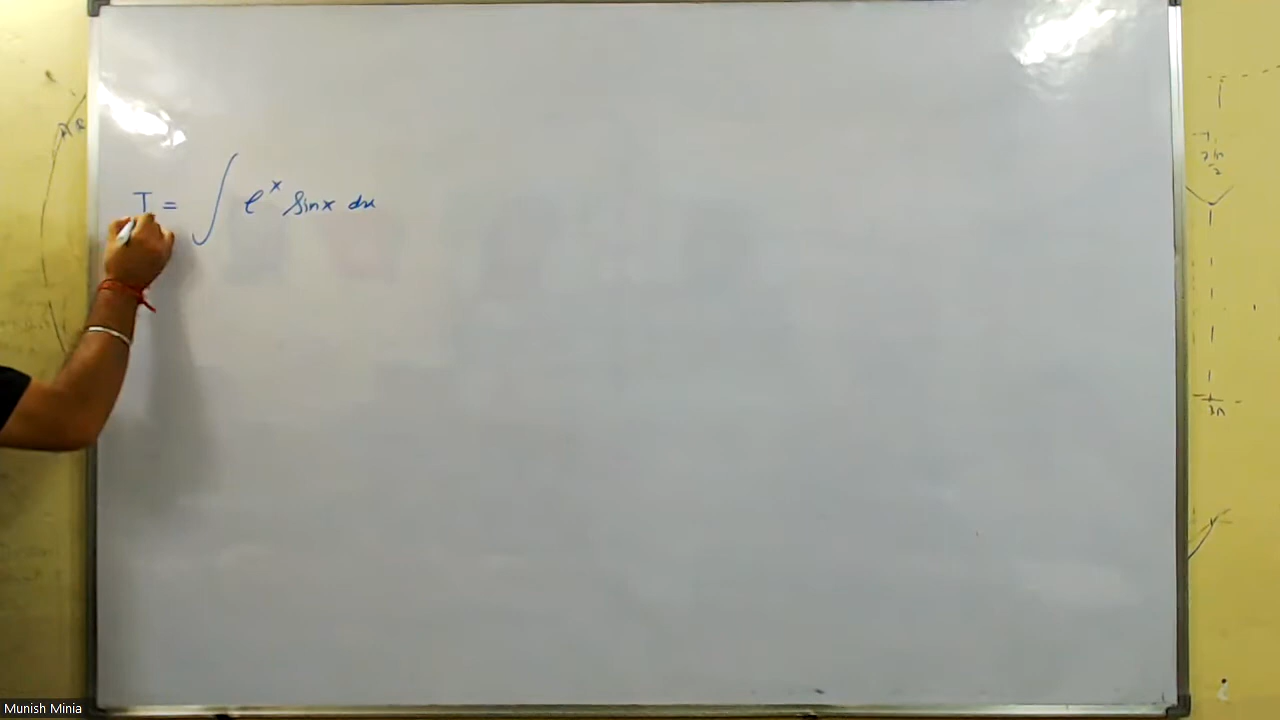 I = ∫ e^x sinx dx
Munish Minia